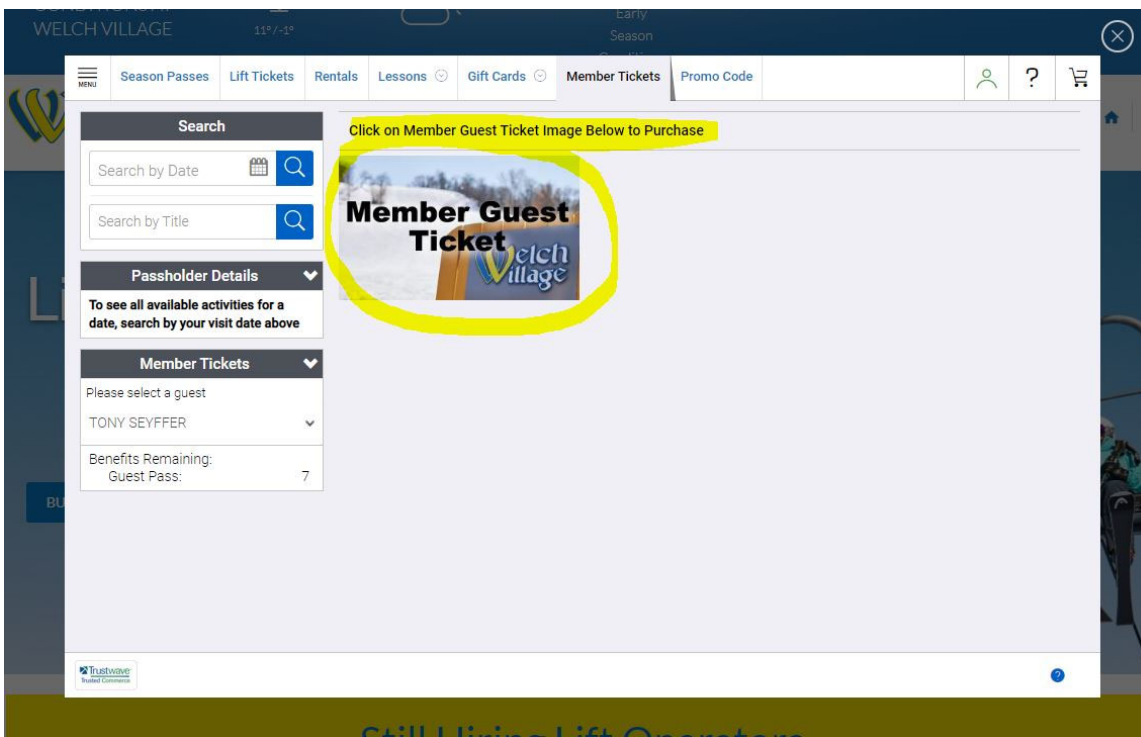 WELCH VILLAGE
11° / -1°
Early
Season
MENU
Season Passes
Lift Tickets
Rentals
Lessons
Gift Cards
Member Tickets
Promo Code
?
Search
Search by Date
Search by Title
Passholder Details
To see all available activities for a
date, search by your visit date above
Member Tickets
Please select a guest
TONY SEYFFER
Benefits Remaining:
Guest Pass: 7
Click on Member Guest Ticket Image Below to Purchase
Member Guest
Ticket
Welch
Village
Li
BU
Trustwave
Trusted Commerce
?
Still Hiring Lift Operators